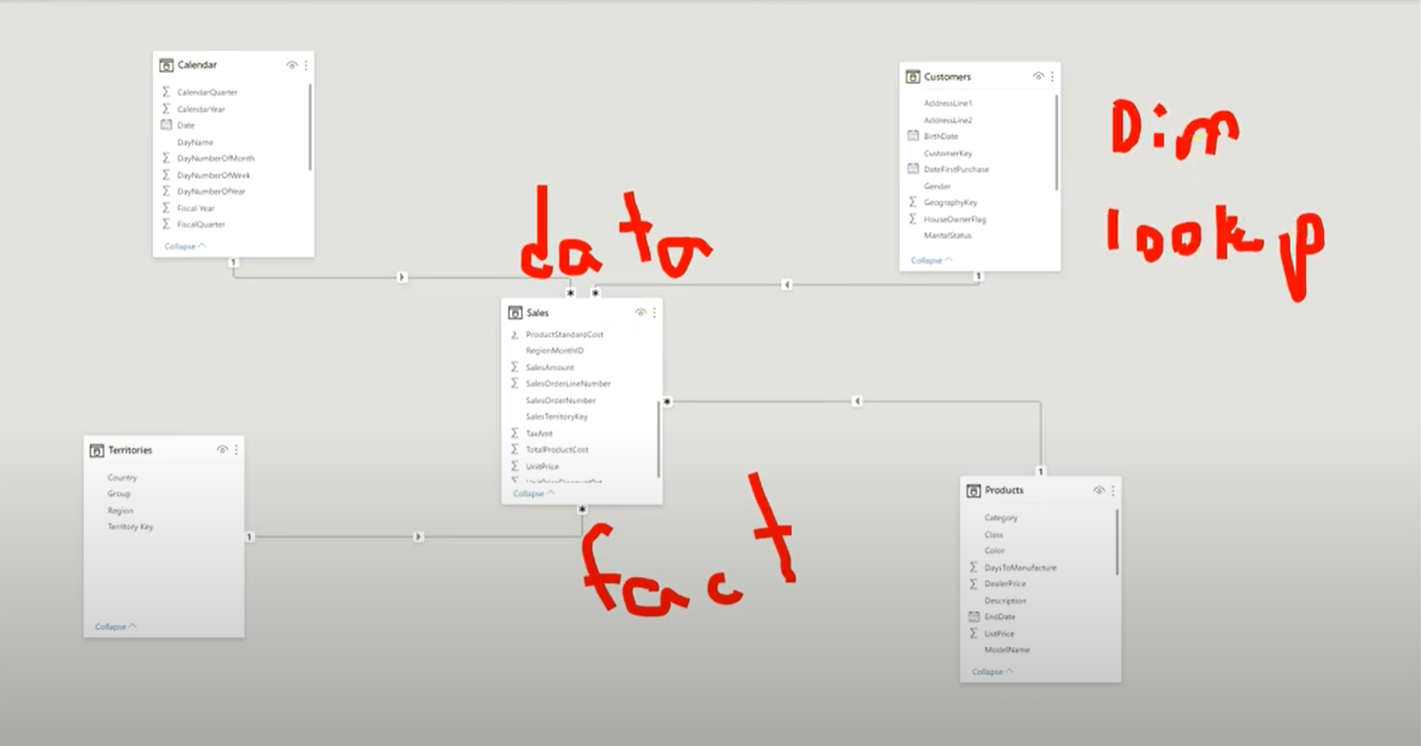 Calendar
CalendarQuarter
CalendarYear
Date
DayName
DayNumberOfMonth
DayNumberOfWeek
DayNumberOfYear
Fiscal Year
FiscalQuarter
Collapse
1
Customers
AddressLine1
AddressLine2
BirthDate
CustomerKey
DateFirstPurchase
Gender
GeographyKey
HouseOwnerFlag
MaritalStatus
Collapse
1
Dim
lookup
data
* *
Sales
ProductStandardCost
RegionMonthID
SalesAmount
SalesOrderLineNumber
SalesOrderNumber
SalesTerritoryKey
TaxAmt
TotalProductCost
UnitPrice
Collapse
*
*
fact
Territories
Country
Group
Region
Territory Key
Collapse
1
1
Products
Category
Class
Color
DaysToManufacture
DealerPrice
Description
EndDate
ListPrice
ModelName
Collapse